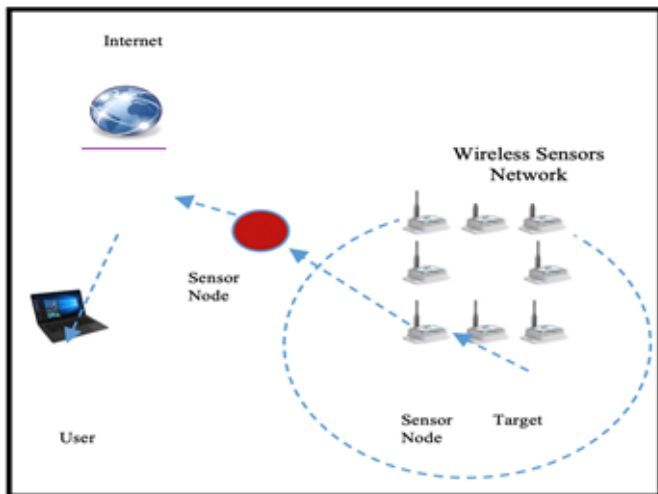 Internet
Wireless Sensors
Network
Sensor
Node
Sensor
Node
Target
User